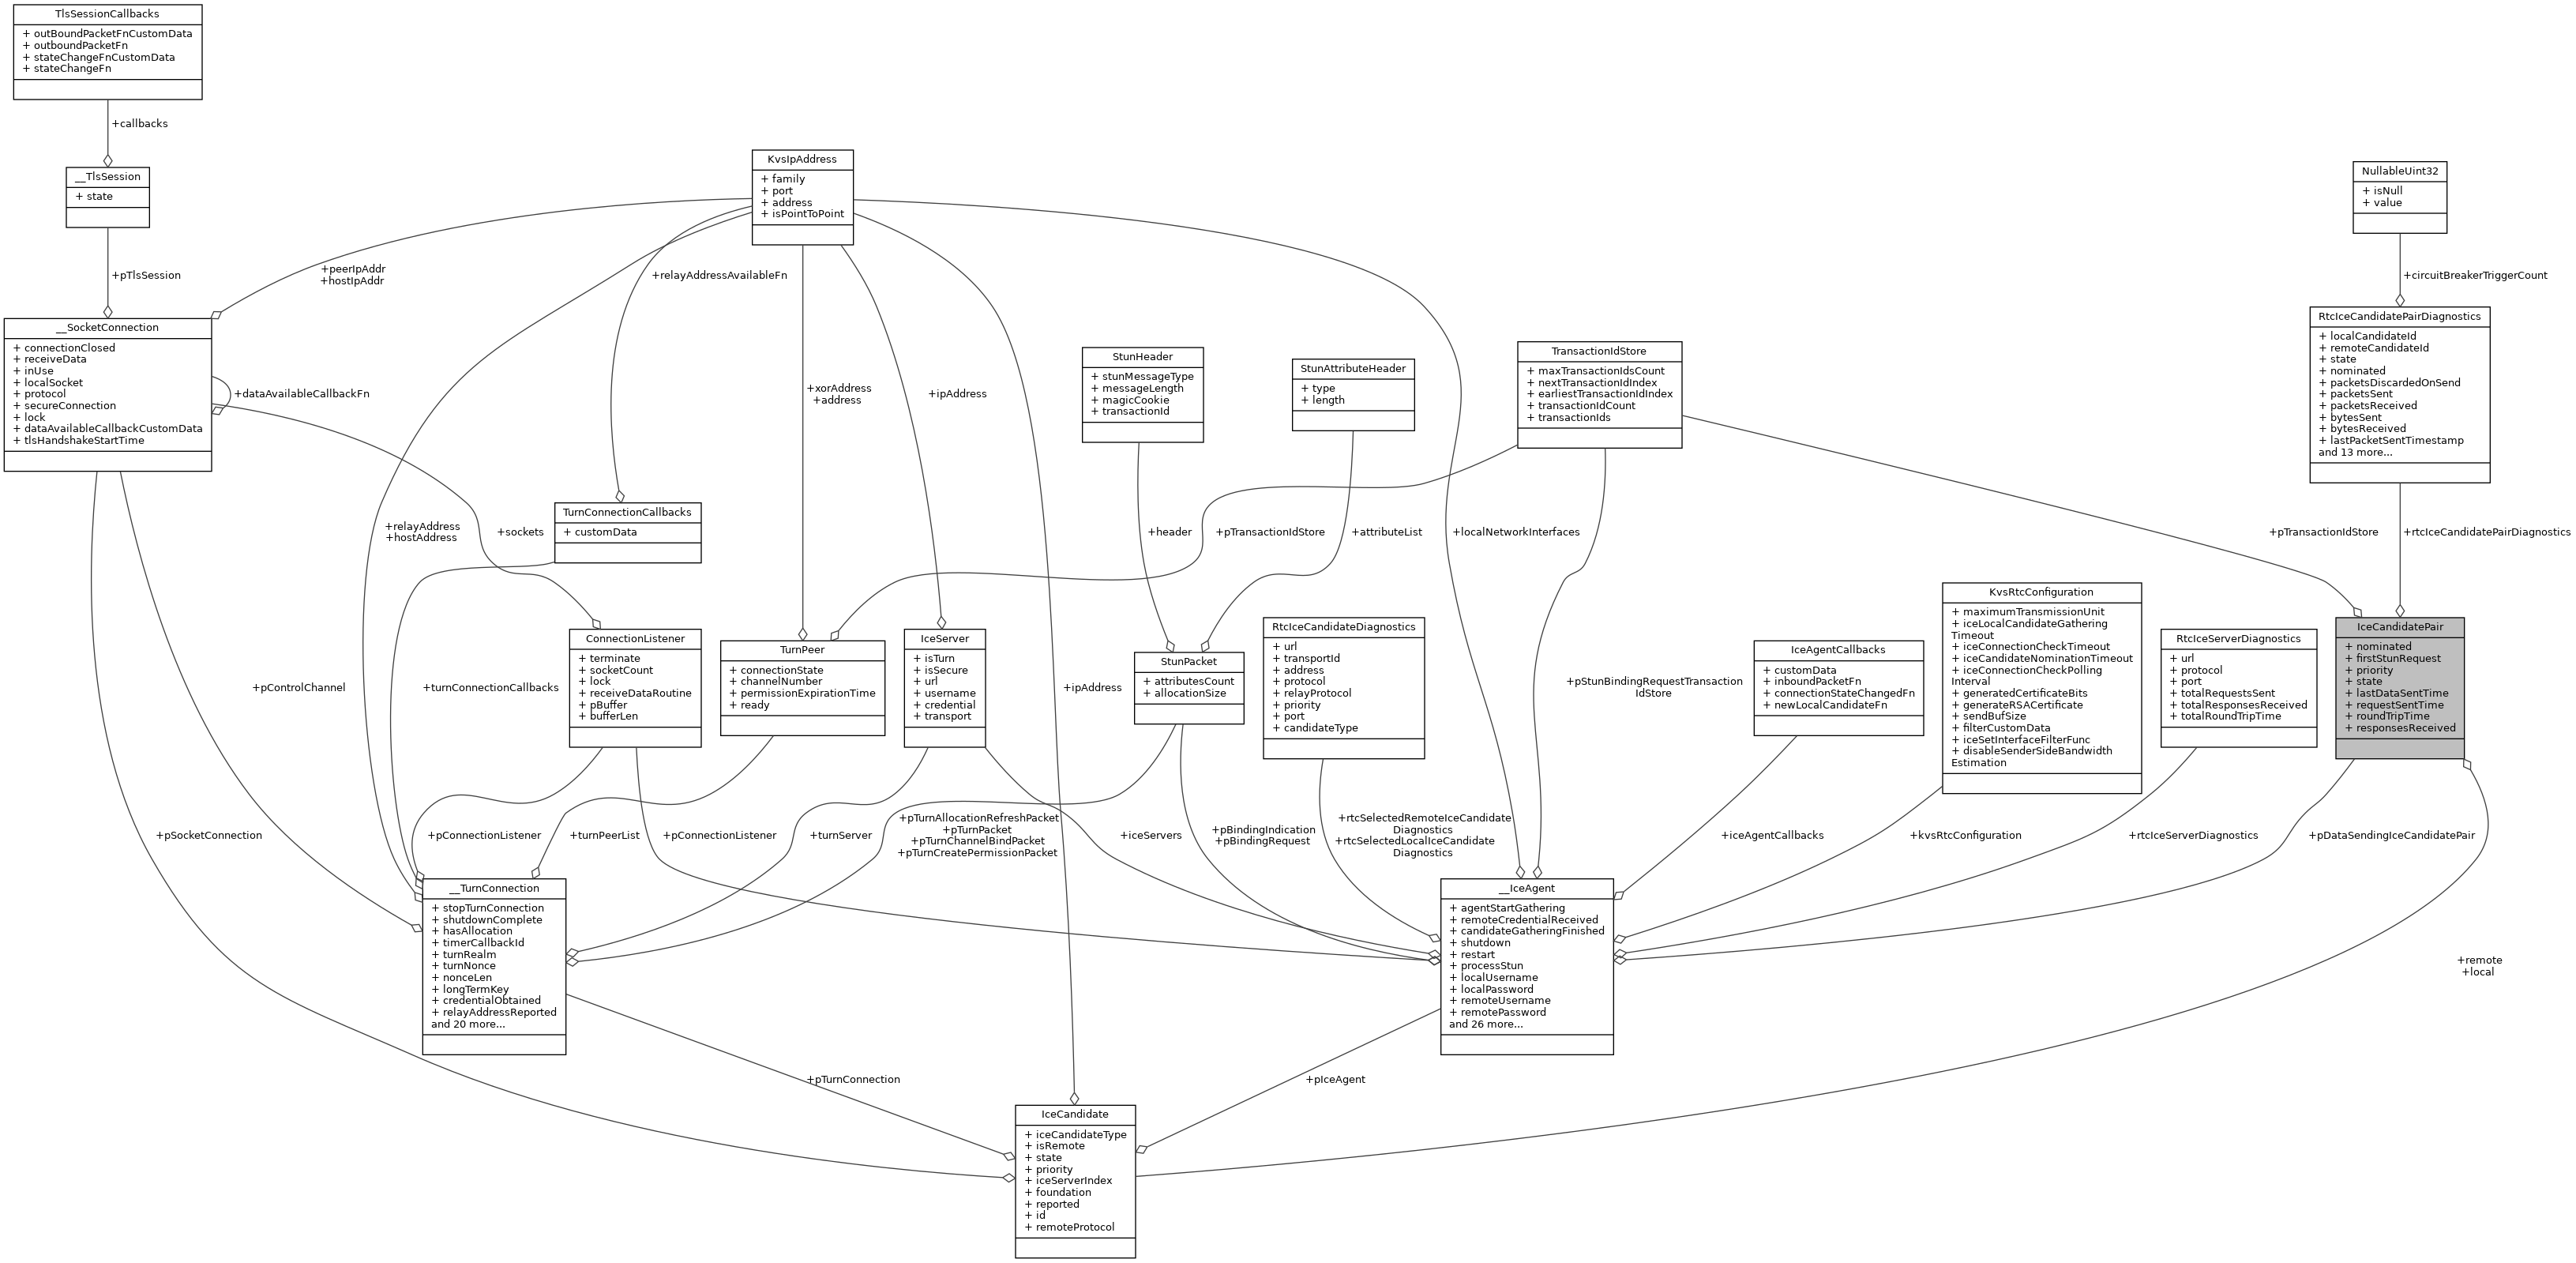 TlsSessionCallbacks
+ outBoundPacketFnCustomData
+ outboundPacketFn
+ stateChangeFnCustomData
+ stateChangeFn
+callbacks
__TlsSession
+ state
+pTlsSession
KvsIpAddress
+ family
+ port
+ address
+ isPointToPoint
NullableUint32
+ isNull
+ value
+peerIpAddr
+hostIpAddr
+relayAddressAvailableFn
+circuitBreakerTriggerCount
__SocketConnection
+ connectionClosed
+ receiveData
+ inUse
+ localSocket
+ protocol
+ secureConnection
+ lock
+ dataAvailableCallbackCustomData
+ tlsHandshakeStartTime
+dataAvailableCallbackFn
+xorAddress
+address
+ipAddress
StunHeader
+ stunMessageType
+ messageLength
+ magicCookie
+ transactionId
StunAttributeHeader
+ type
+ length
TransactionIdStore
+ maxTransactionIdsCount
+ nextTransactionIdIndex
+ earliestTransactionIdIndex
+ transactionIdCount
+ transactionIds
RtcIceCandidatePairDiagnostics
+ localCandidateId
+ remoteCandidateId
+ state
+ nominated
+ packetsDiscardedOnSend
+ packetsSent
+ packetsReceived
+ bytesSent
+ bytesReceived
+ lastPacketSentTimestamp
and 13 more...
+relayAddress
+hostAddress
+sockets
TurnConnectionCallbacks
+ customData
+header
+pTransactionIdStore
+attributeList
+localNetworkInterfaces
+pTransactionIdStore
+rtcIceCandidatePairDiagnostics
+pControlChannel
+turnConnectionCallbacks
ConnectionListener
+ terminate
+ socketCount
+ lock
+ receiveDataRoutine
+ pBuffer
+ bufferLen
TurnPeer
+ connectionState
+ channelNumber
+ permissionExpirationTime
+ ready
IceServer
+ isTurn
+ isSecure
+ url
+ username
+ credential
+ transport
+ipAddress
StunPacket
+ attributesCount
+ allocationSize
RtcIceCandidateDiagnostics
+ url
+ transportId
+ address
+ protocol
+ relayProtocol
+ priority
+ port
+ candidateType
+pStunBindingRequestTransaction
IdStore
IceAgentCallbacks
+ customData
+ inboundPacketFn
+ connectionStateChangedFn
+ newLocalCandidateFn
KvsRtcConfiguration
+ maximumTransmissionUnit
+ iceLocalCandidateGathering
Timeout
+ iceConnectionCheckTimeout
+ iceCandidateNominationTimeout
+ iceConnectionCheckPolling
Interval
+ generatedCertificateBits
+ generateRSACertificate
+ sendBufSize
+ filterCustomData
+ iceSetInterfaceFilterFunc
+ disableSenderSideBandwidth
Estimation
RtcIceServerDiagnostics
+ url
+ protocol
+ port
+ totalRequestsSent
+ totalResponsesReceived
+ totalRoundTripTime
IceCandidatePair
+ nominated
+ firstStunRequest
+ priority
+ state
+ lastDataSentTime
+ requestSentTime
+ roundTripTime
+ responsesReceived
+pSocketConnection
+pConnectionListener
+turnPeerList
+pConnectionListener
+turnServer
+pTurnAllocationRefreshPacket
+pTurnPacket
+pTurnChannelBindPacket
+pTurnCreatePermissionPacket
+iceServers
+pBindingIndication
+pBindingRequest
+rtcSelectedRemoteIceCandidate
Diagnostics
+rtcSelectedLocalIceCandidate
Diagnostics
+iceAgentCallbacks
+kvsRtcConfiguration
+rtcIceServerDiagnostics
+pDataSendingIceCandidatePair
__TurnConnection
+ stopTurnConnection
+ shutdownComplete
+ hasAllocation
+ timerCallbackId
+ turnRealm
+ turnNonce
+ nonceLen
+ longTermKey
+ credentialObtained
+ relayAddressReported
and 20 more...
__IceAgent
+ agentStartGathering
+ remoteCredentialReceived
+ candidateGatheringFinished
+ shutdown
+ restart
+ processStun
+ localUsername
+ localPassword
+ remoteUsername
+ remotePassword
and 26 more...
+remote
+local
+pTurnConnection
+pIceAgent
IceCandidate
+ iceCandidateType
+ isRemote
+ state
+ priority
+ iceServerIndex
+ foundation
+ reported
+ id
+ remoteProtocol